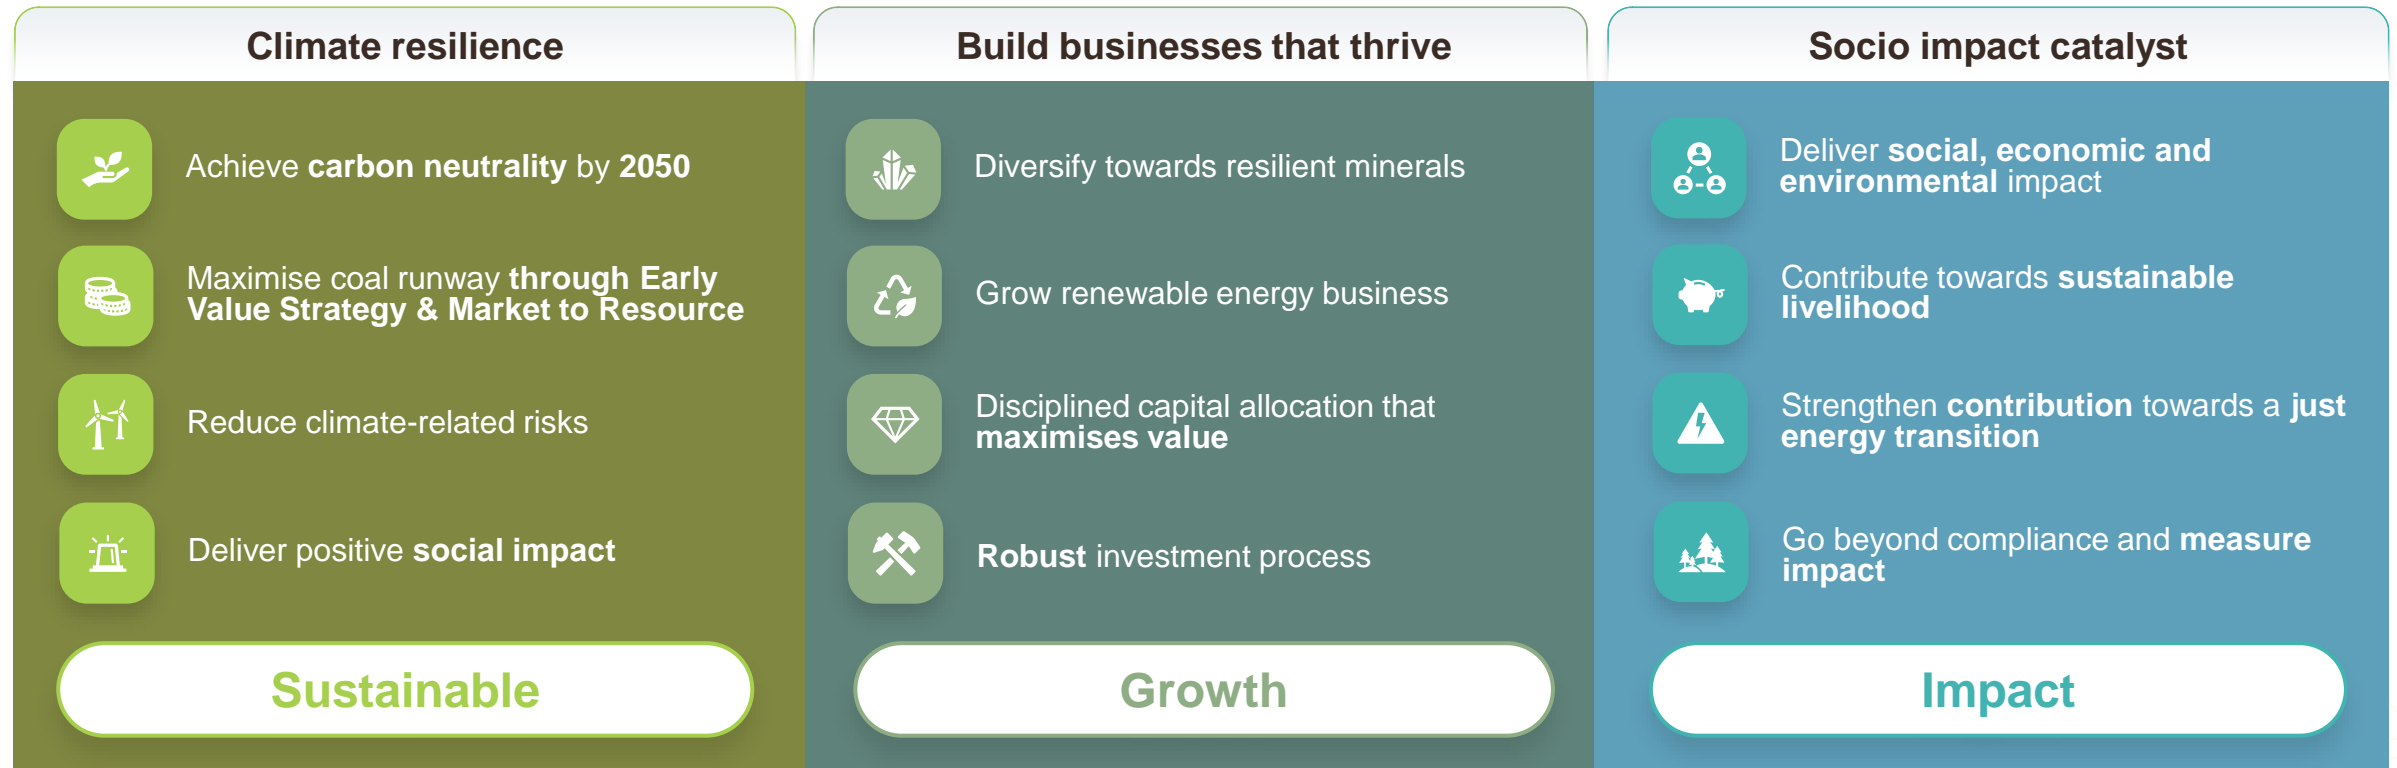 Climate resilience
Achieve carbon neutrality by 2050
Maximise coal runway through Early
Value Strategy & Market to Resource
Reduce climate-related risks
Deliver positive social impact
Sustainable
Build businesses that thrive
Diversify towards resilient minerals
Grow renewable energy business
Disciplined capital allocation that
maximises value
Robust investment process
Growth
Socio impact catalyst
Deliver social, economic and
environmental impact
Contribute towards sustainable
livelihood
Strengthen contribution towards a just
energy transition
Go beyond compliance and measure
impact
Impact